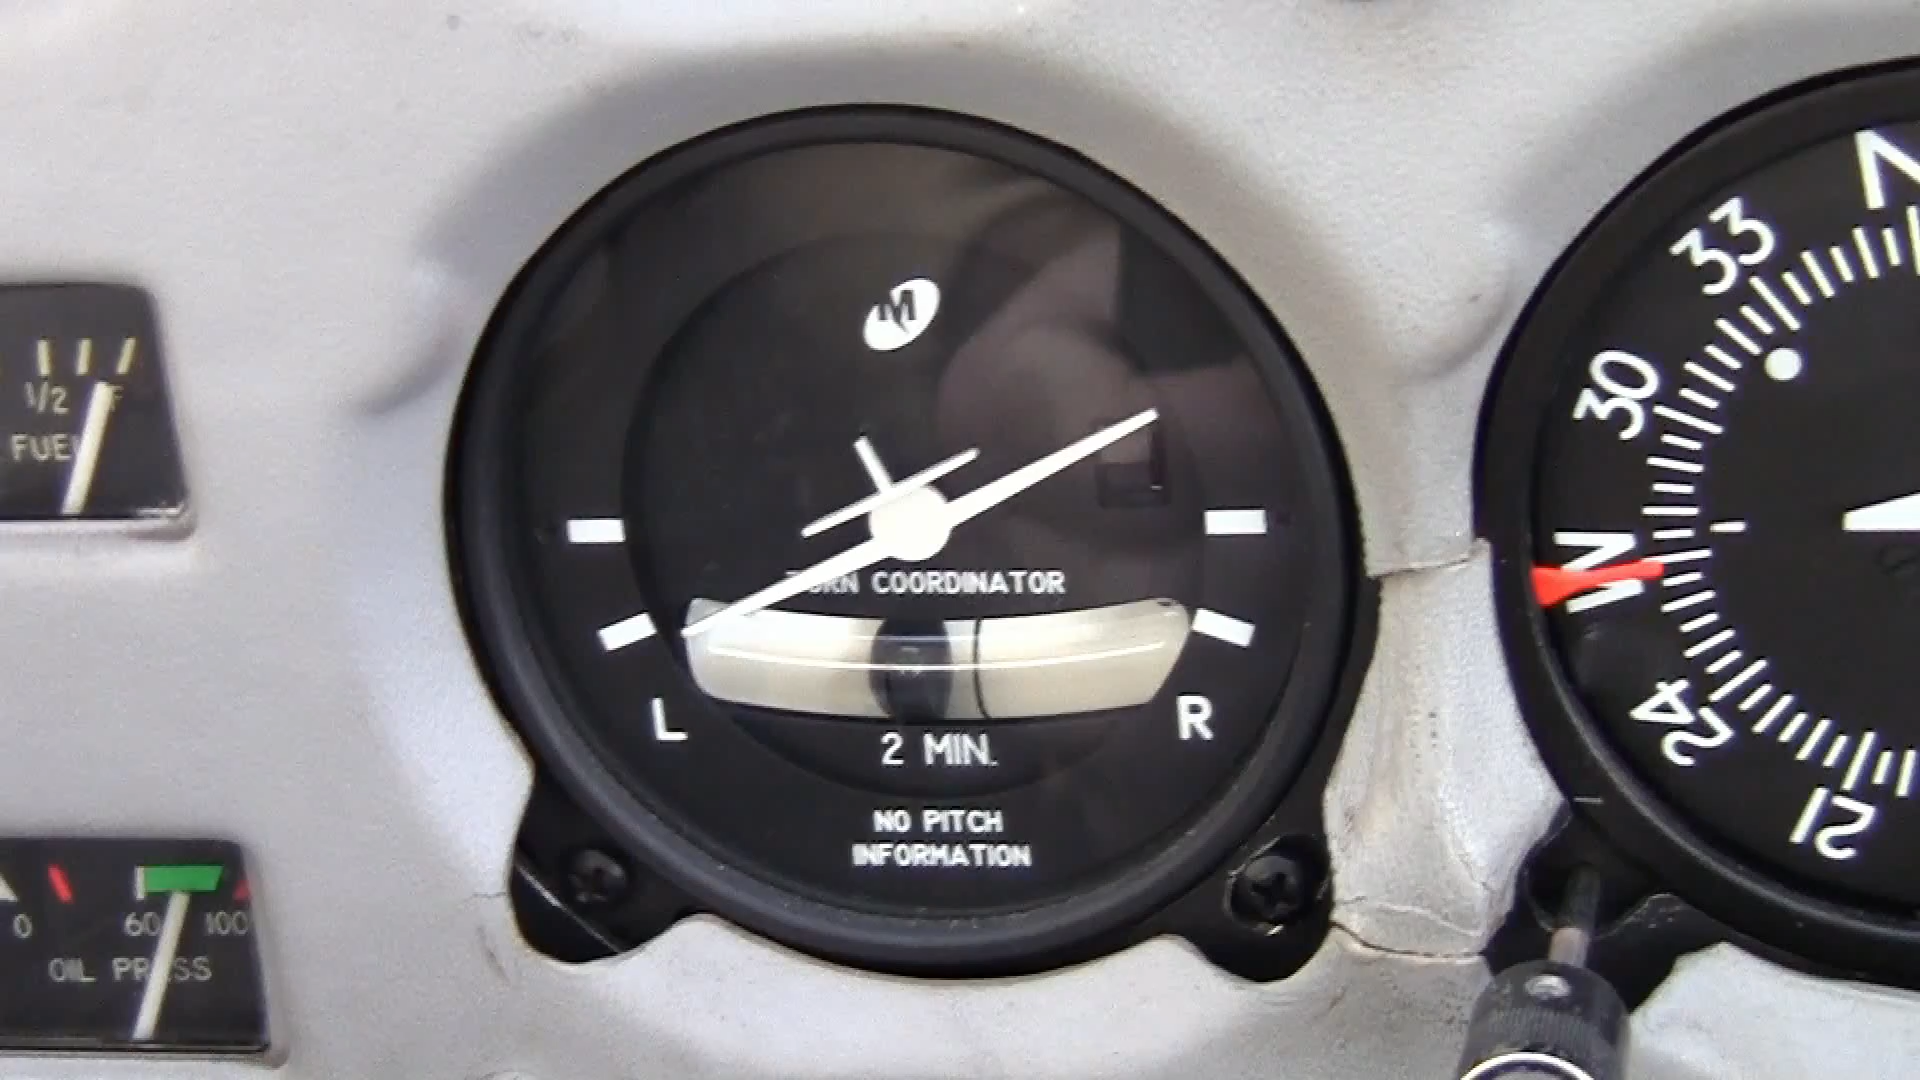 M
1/2 F
FUEL
TURN COORDINATOR
L R
2 MIN.
NO PITCH
INFORMATION
0 60 100
OIL PRESS
33
30
W
24
21